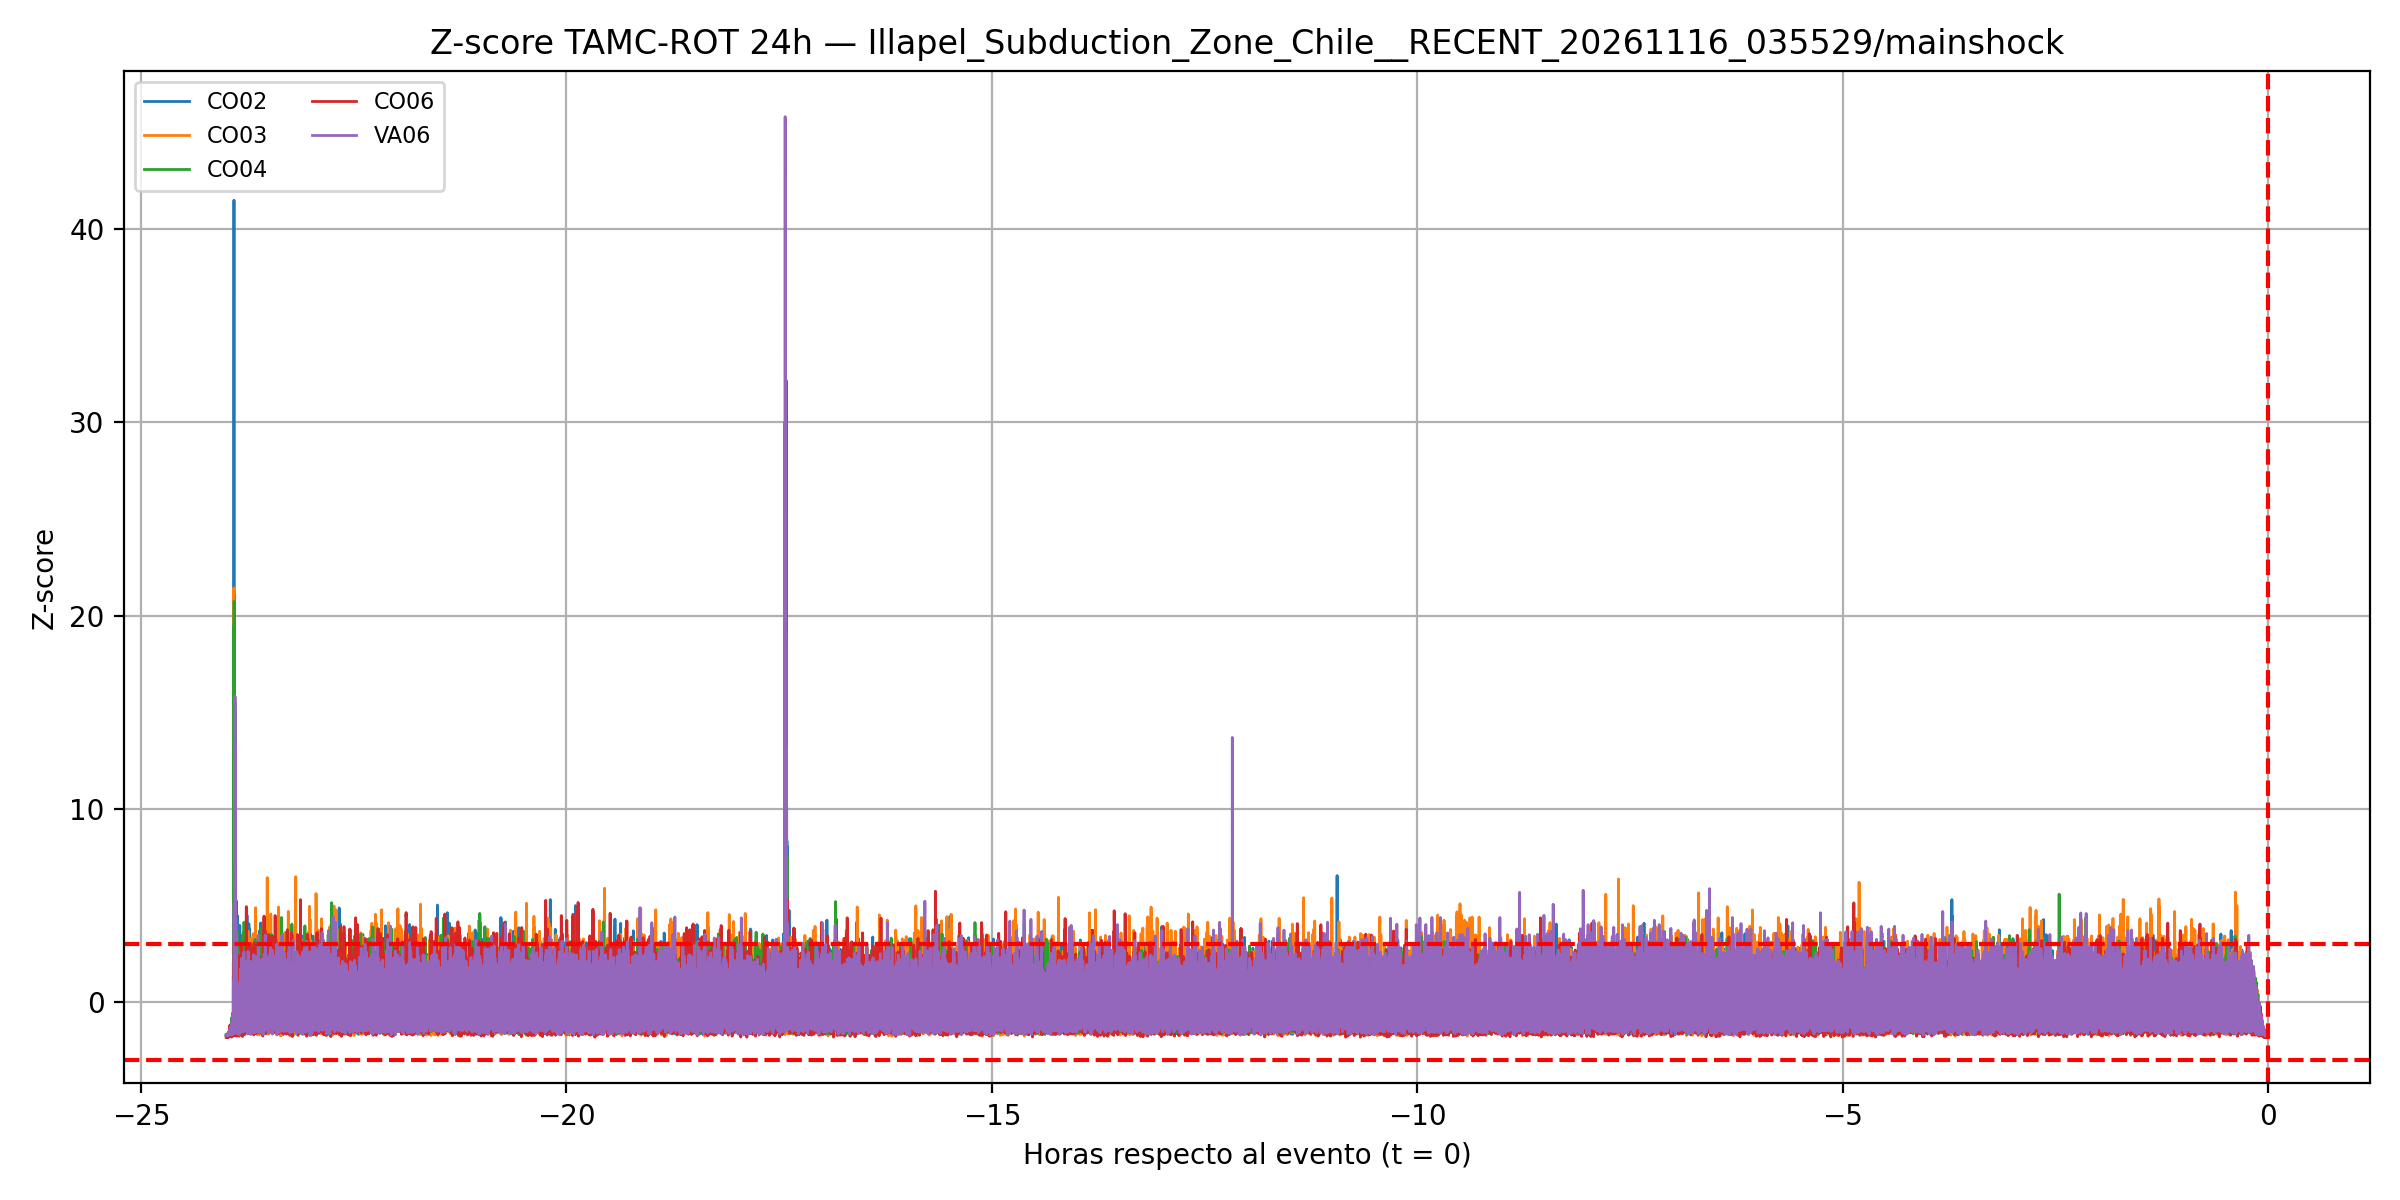 Z-score TAMC-ROT 24h — Illapel_Subduction_Zone_Chile__RECENT_20261116_035529/mainshock
CO02
CO03
CO04
CO06
VA06
Z-score
40
30
20
10
0
−25
−20
−15
−10
−5
0
Horas respecto al evento (t = 0)